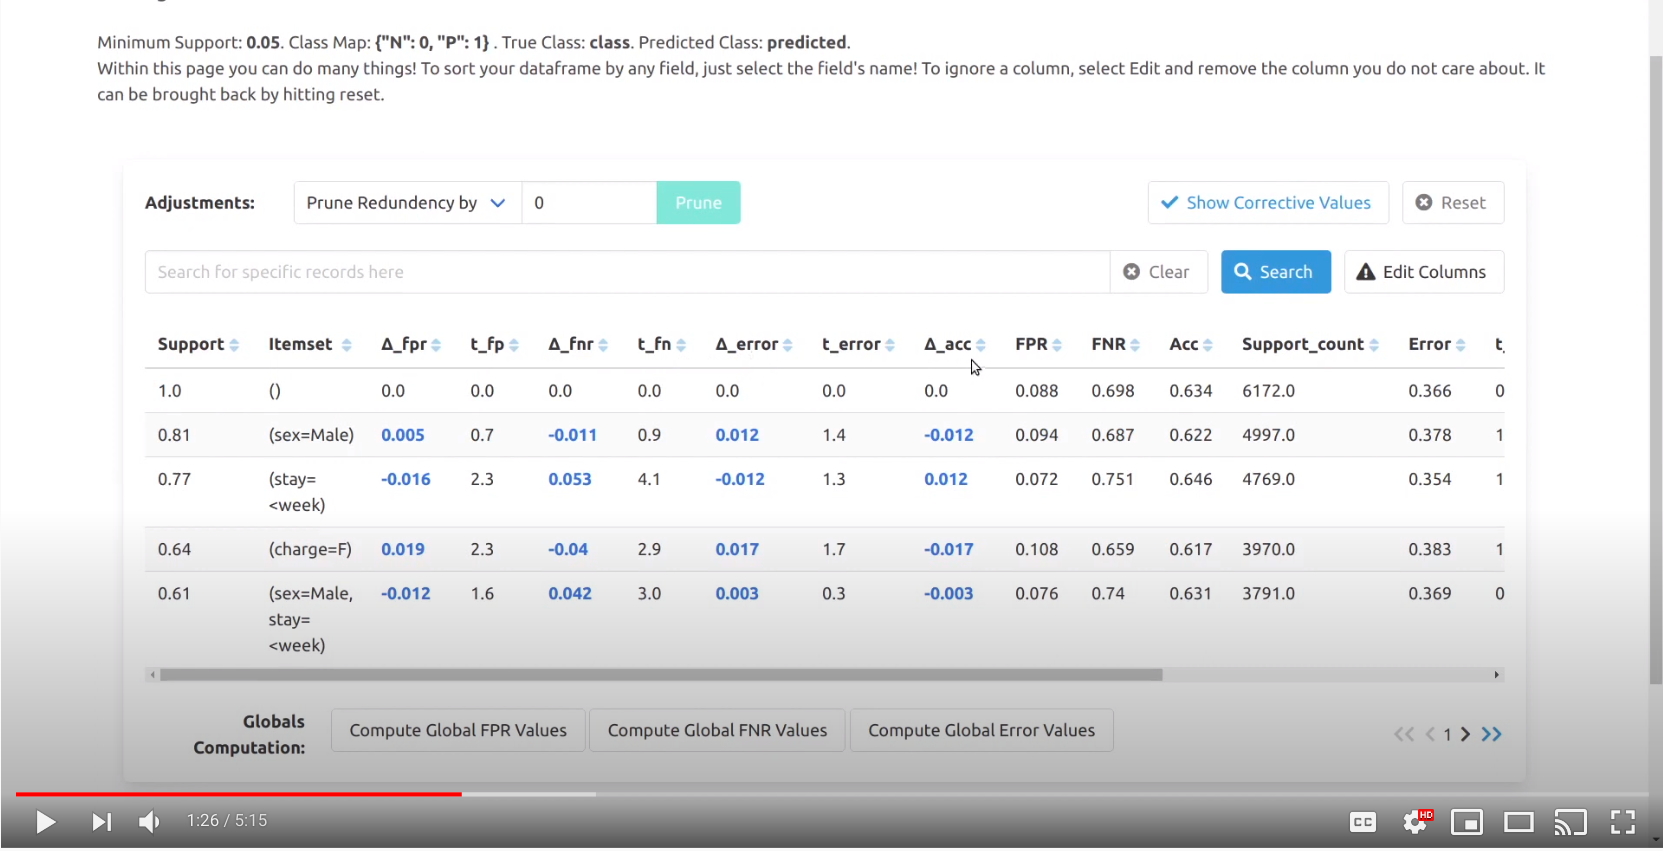 Minimum Support: 0.05. Class Map: {"N": 0, "P": 1} . True Class: class. Predicted Class: predicted.
Within this page you can do many things! To sort your dataframe by any field, just select the field's name! To ignore a column, select Edit and remove the column you do not care about. It
can be brought back by hitting reset.
Adjustments: Prune Redundency by 0 Prune Show Corrective Values Reset
Search for specific records here Clear Search Edit Columns
Support Itemset Δ_fpr t_fp Δ_fnr t_fn Δ_error t_error Δ_acc FPR FNR Acc Support_count Error t_
1.0 () 0.0 0.0 0.0 0.0 0.0 0.0 0.0 0.088 0.698 0.634 6172.0 0.366 0
0.81 (sex=Male) 0.005 0.7 -0.011 0.9 0.012 1.4 -0.012 0.094 0.687 0.622 4997.0 0.378 1
0.77 (stay= -0.016 2.3 0.053 4.1 -0.012 1.3 0.012 0.072 0.751 0.646 4769.0 0.354 1
<week)
0.64 (charge=F) 0.019 2.3 -0.04 2.9 0.017 1.7 -0.017 0.108 0.659 0.617 3970.0 0.383 1
0.61 (sex=Male, -0.012 1.6 0.042 3.0 0.003 0.3 -0.003 0.076 0.74 0.631 3791.0 0.369 0
stay=
<week)
Globals
Computation: Compute Global FPR Values Compute Global FNR Values Compute Global Error Values << < 1 > >>
1:26 / 5:15 CC HD